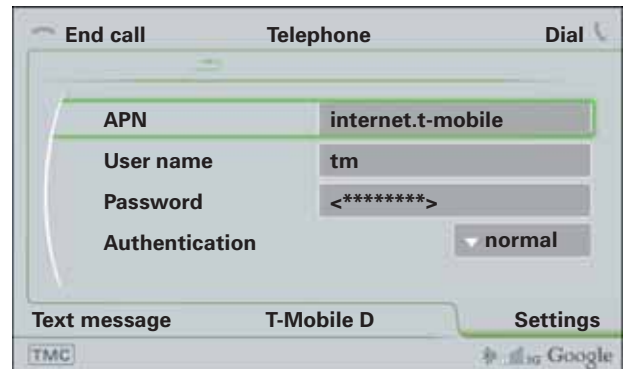 End call Telephone Dial
APN internet.t-mobile
User name tm
Password <********>
Authentication normal
Text message T-Mobile D Settings
TMC 3G Google